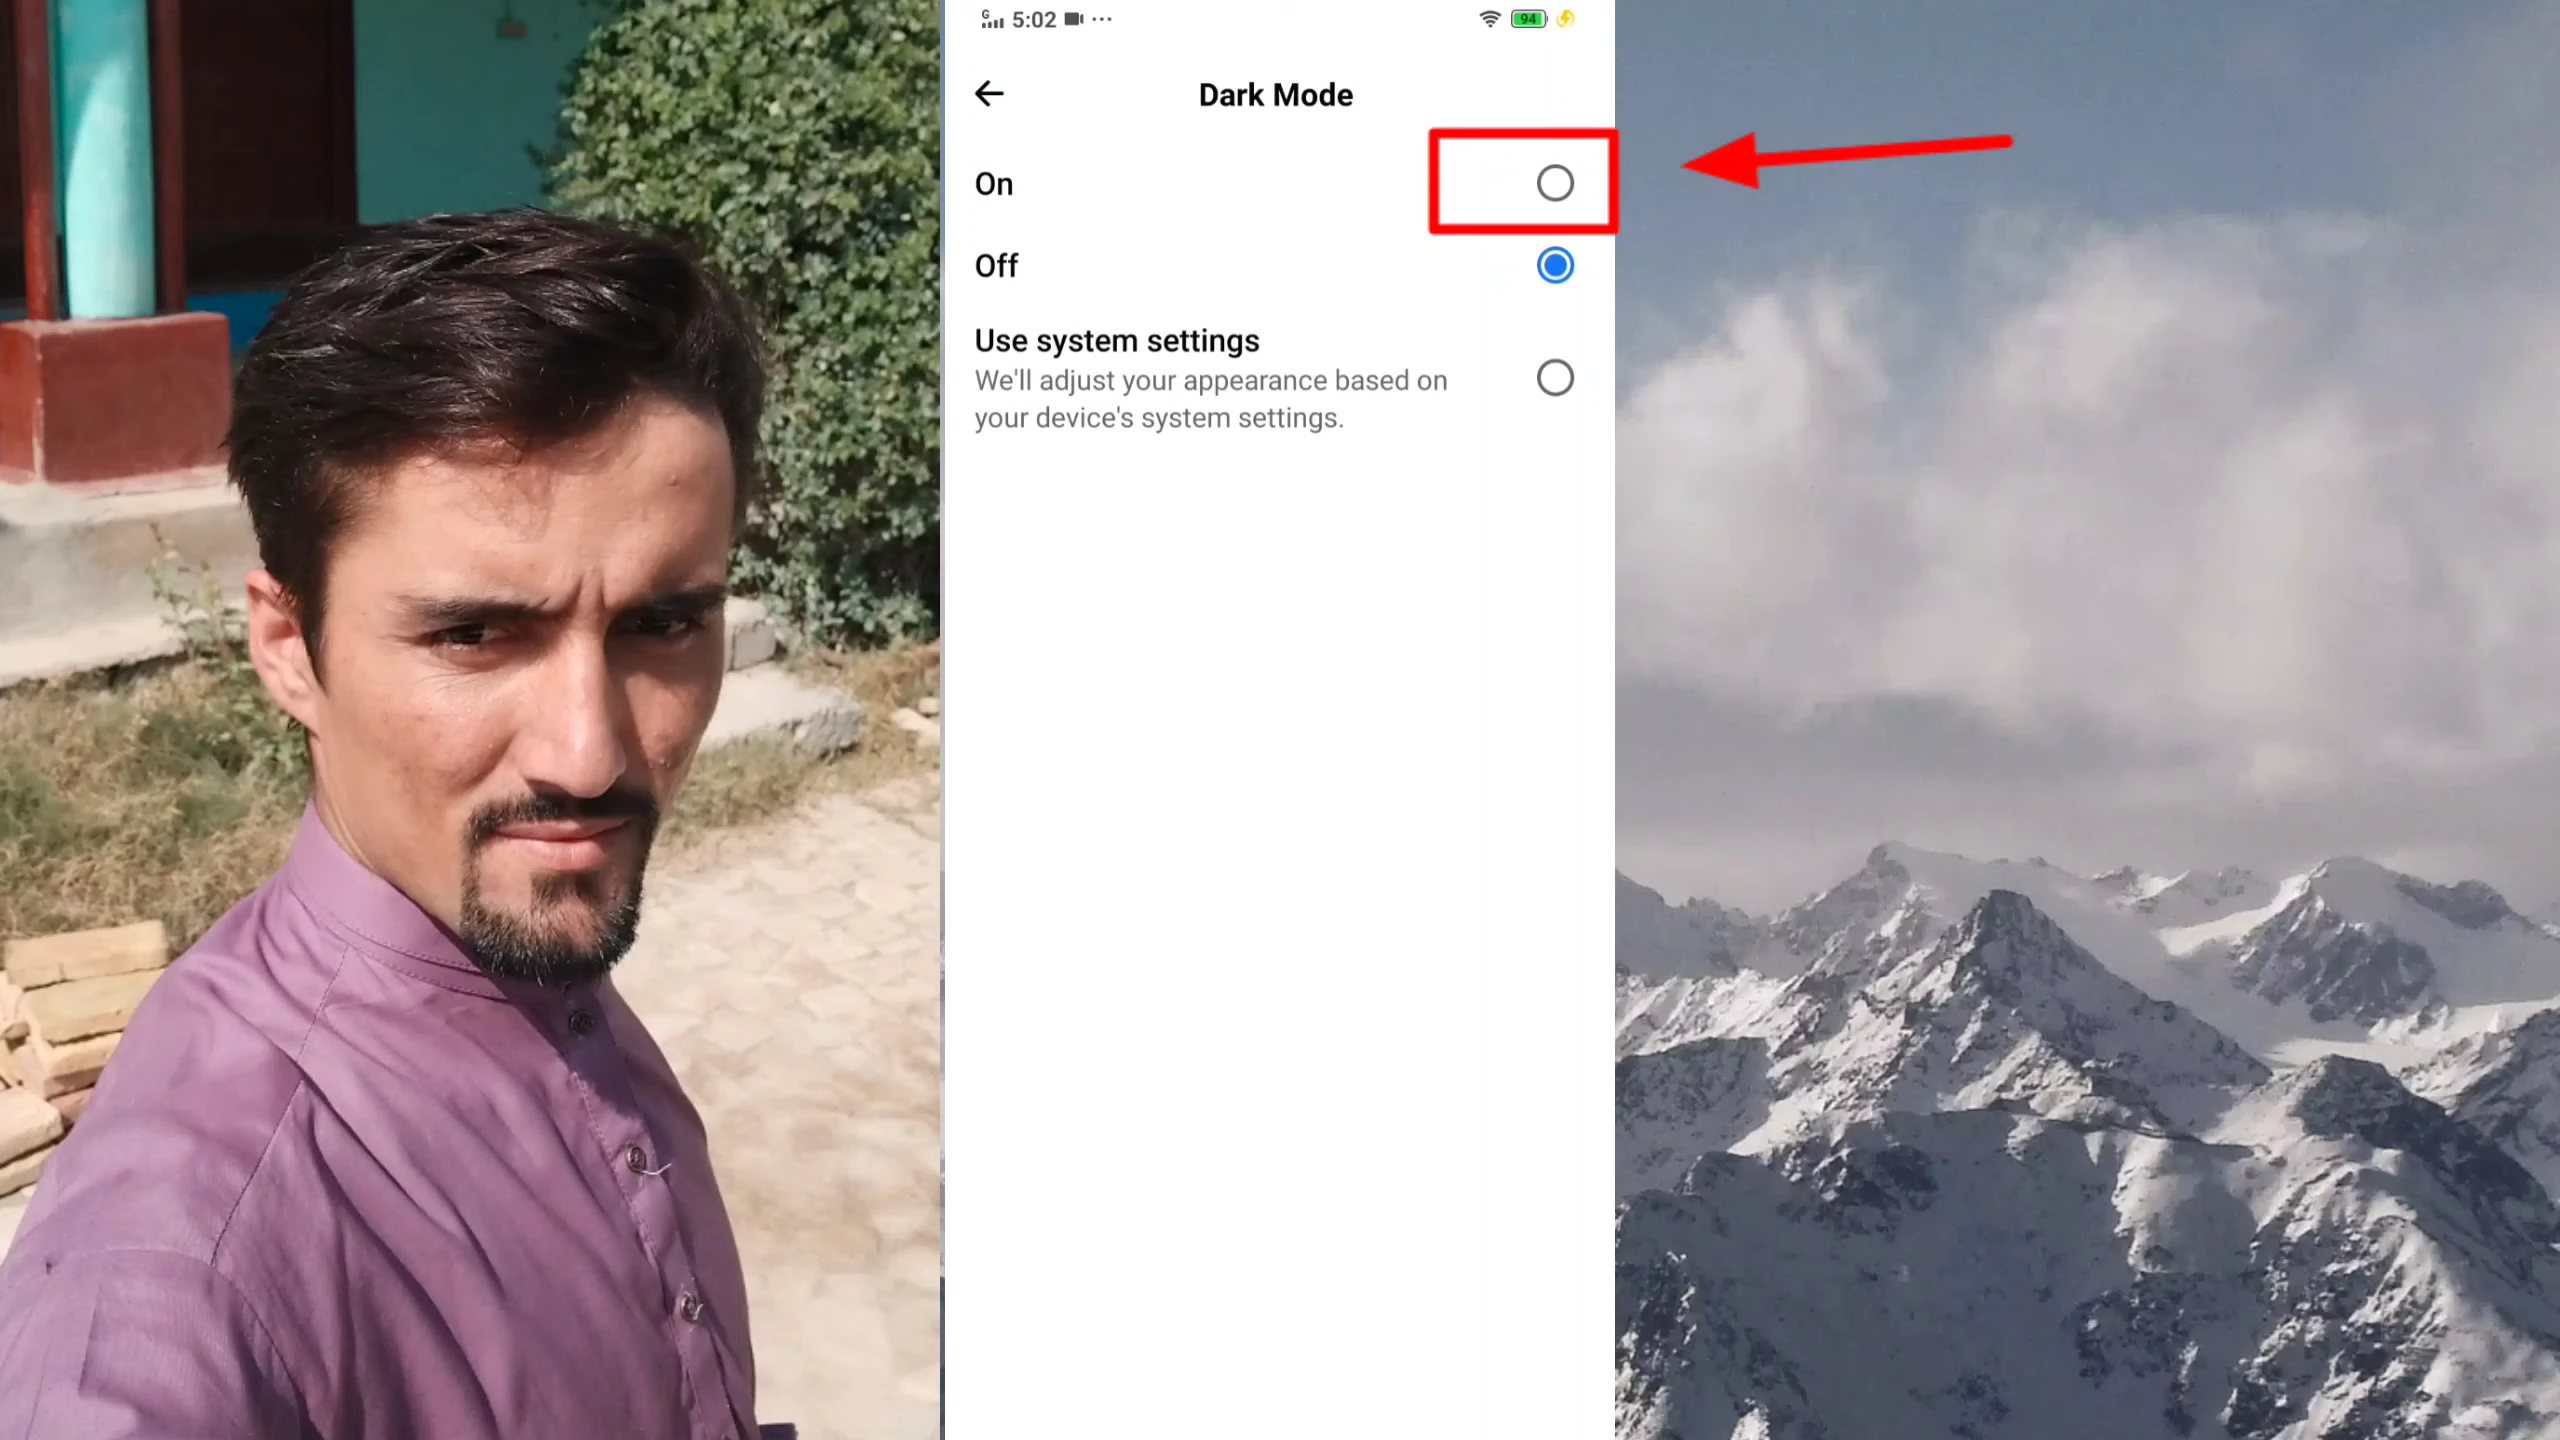 G 5:02 ... 94
Dark Mode
On
Off
Use system settings
We'll adjust your appearance based on
your device's system settings.